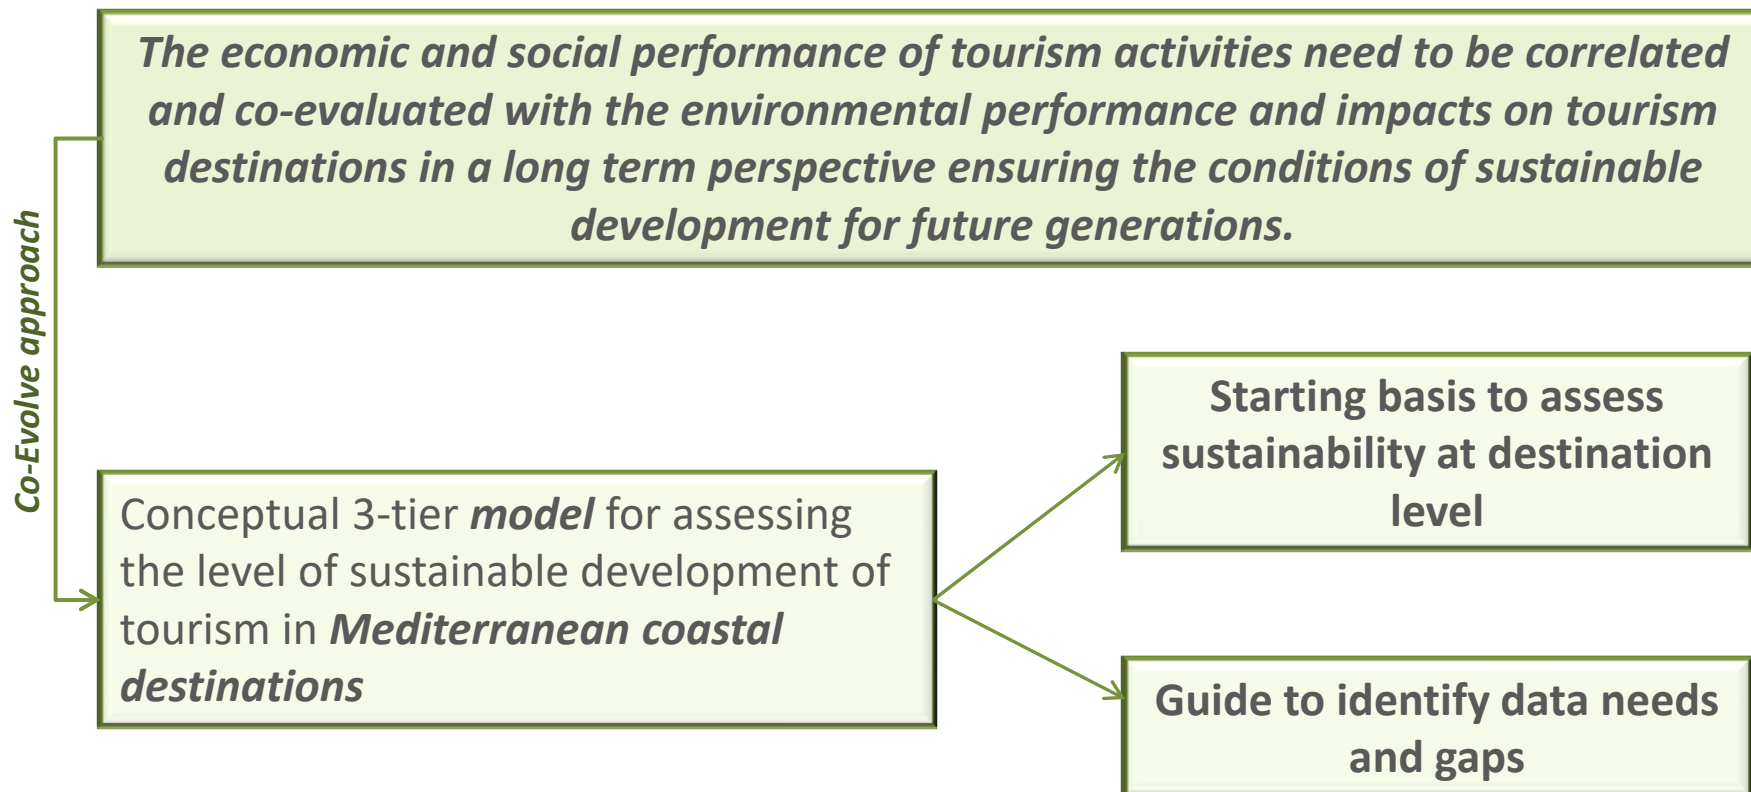 The economic and social performance of tourism activities need to be correlated
and co-evaluated with the environmental performance and impacts on tourism
destinations in a long term perspective ensuring the conditions of sustainable
development for future generations.
Co-Evolve approach
Conceptual 3-tier model for assessing
the level of sustainable development of
tourism in Mediterranean coastal
destinations
Starting basis to assess
sustainability at destination
level
Guide to identify data needs
and gaps